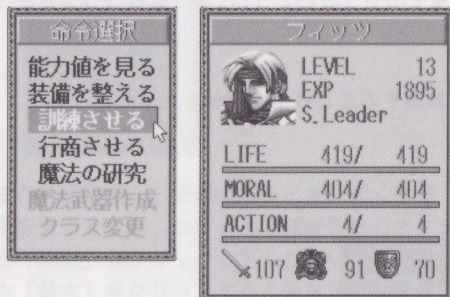 命令選択
能力値を見る
装備を整える
訓練させる
行商させる
魔法の研究
魔法武器作成
クラス変更
フィッツ
LEVEL 13
EXP 1895
S.Leader
LIFE 419/ 419
MORAL 404/ 404
ACTION 4/ 4
107 91 70